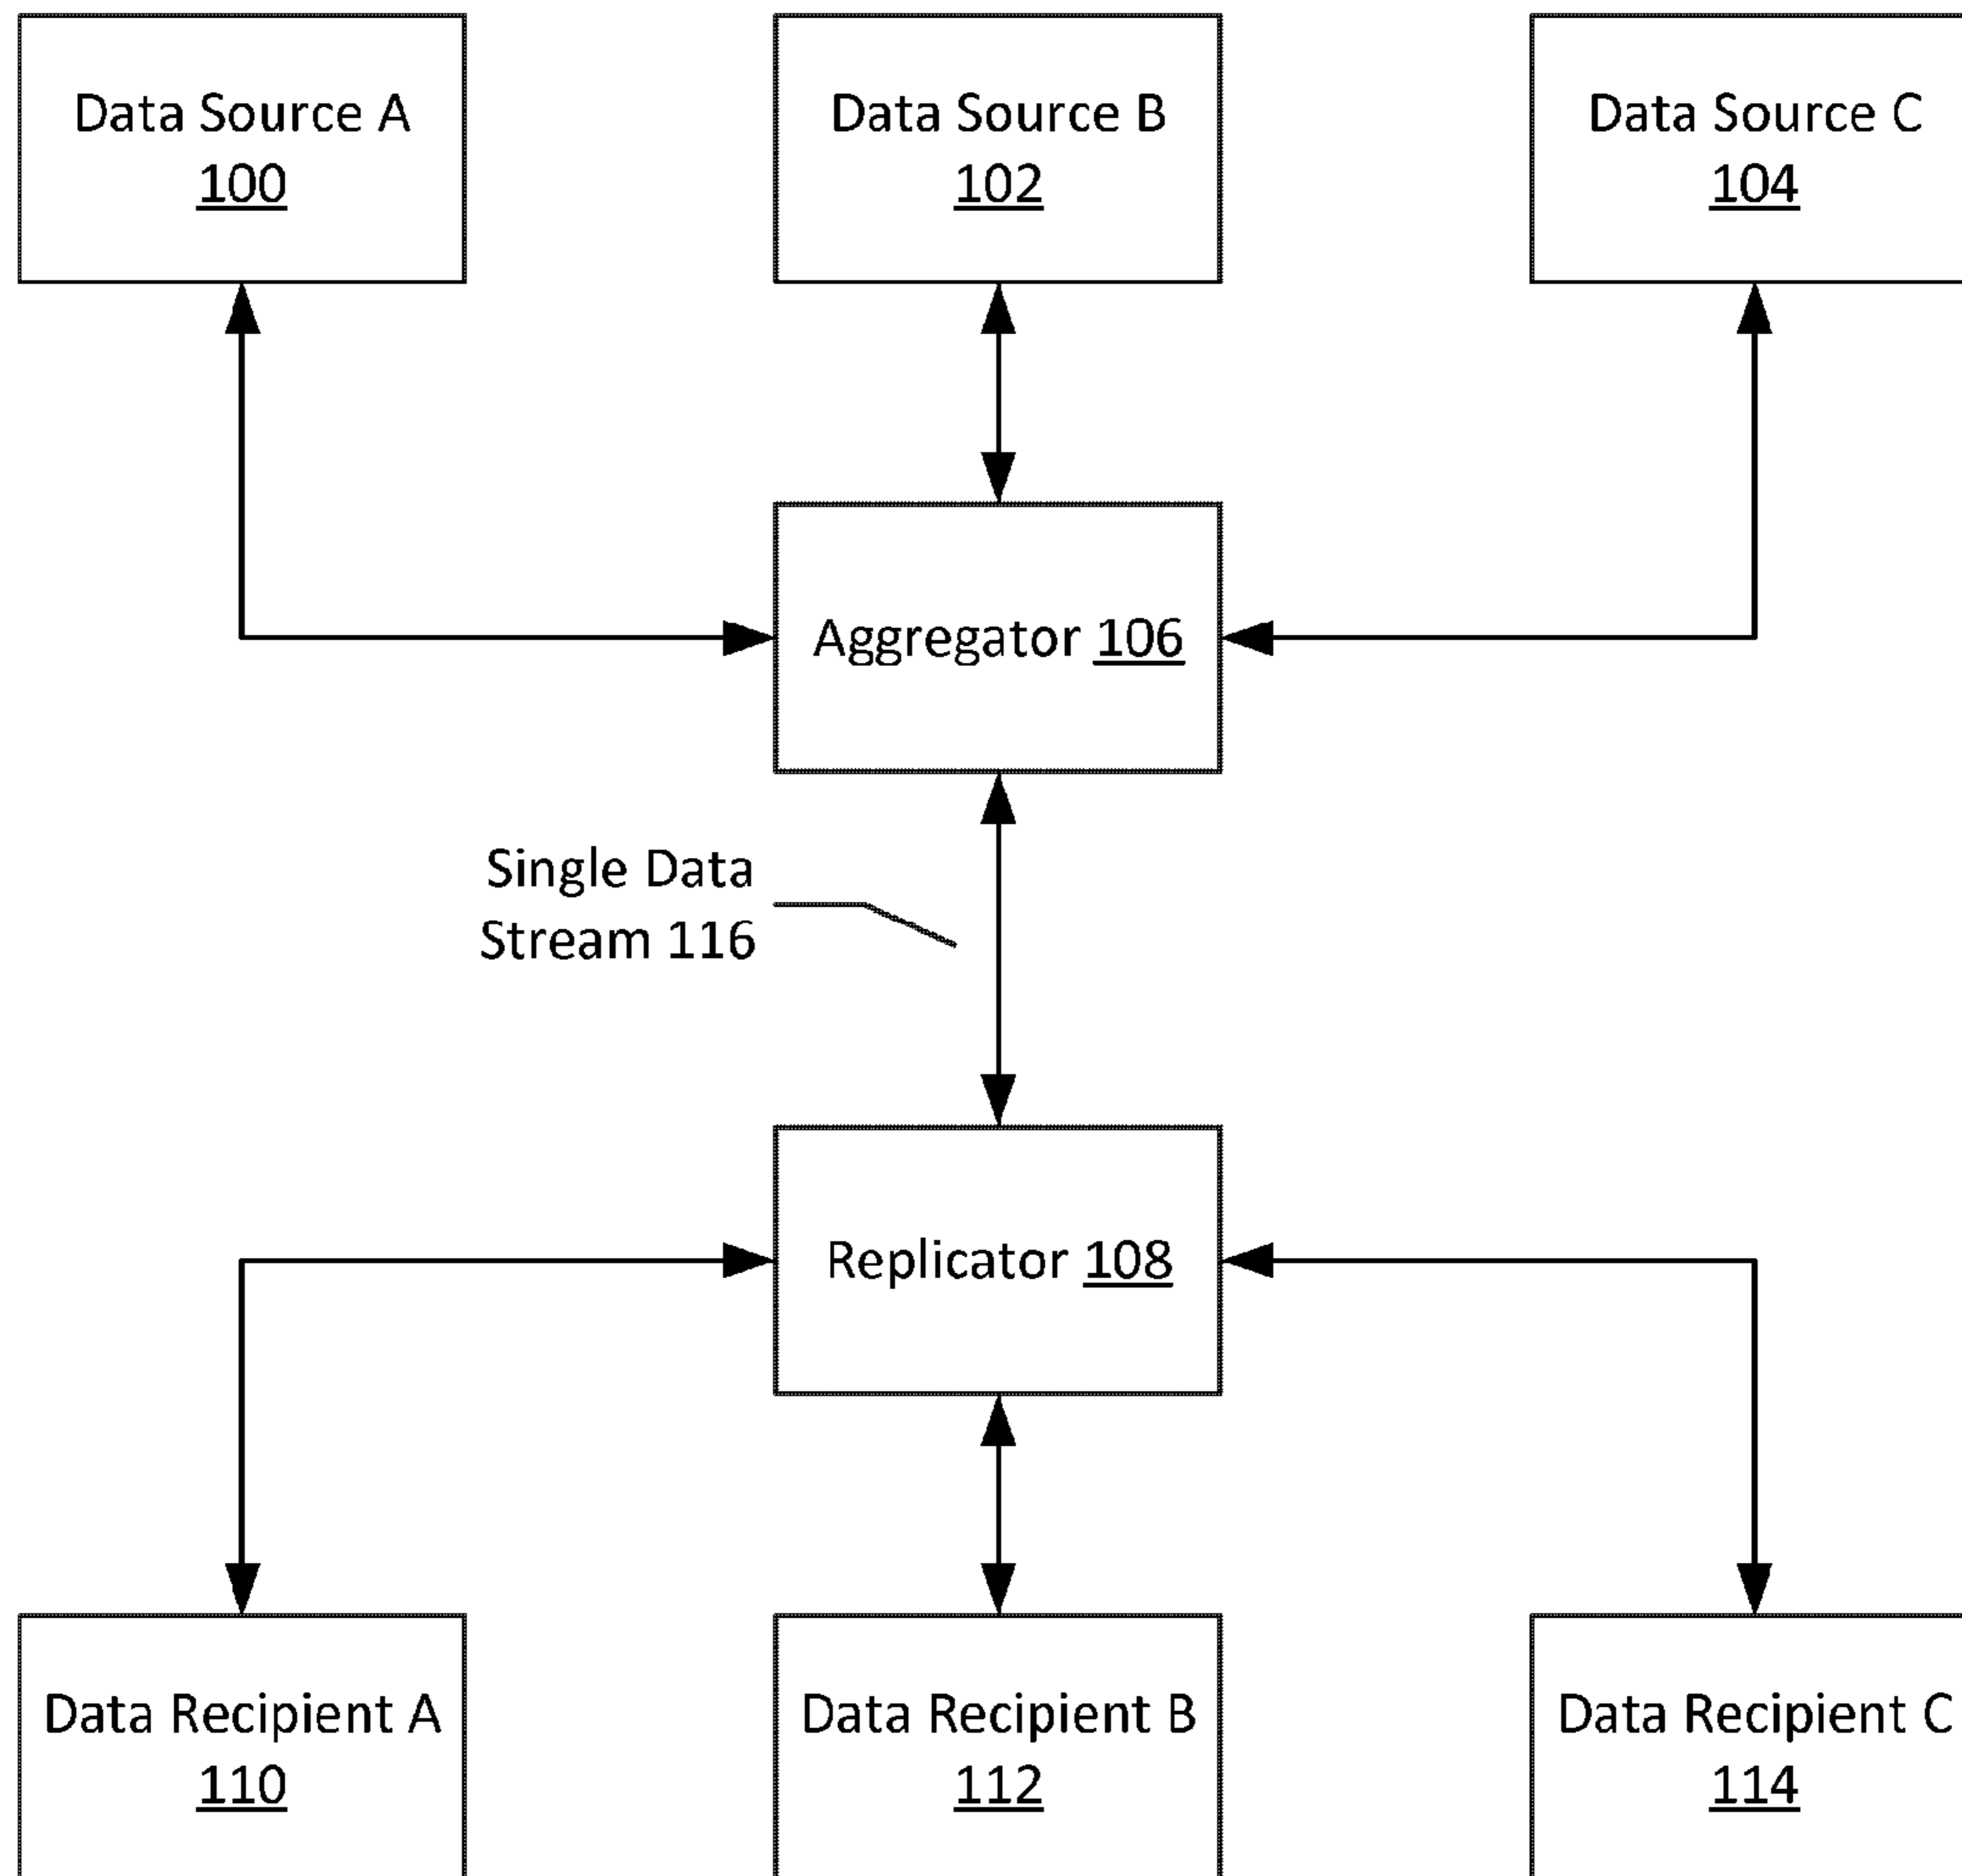 Data Source A
100
Data Source B
102
Data Source C
104
Aggregator 106
Single Data
Stream 116
Replicator 108
Data Recipient A
110
Data Recipient B
112
Data Recipient C
114